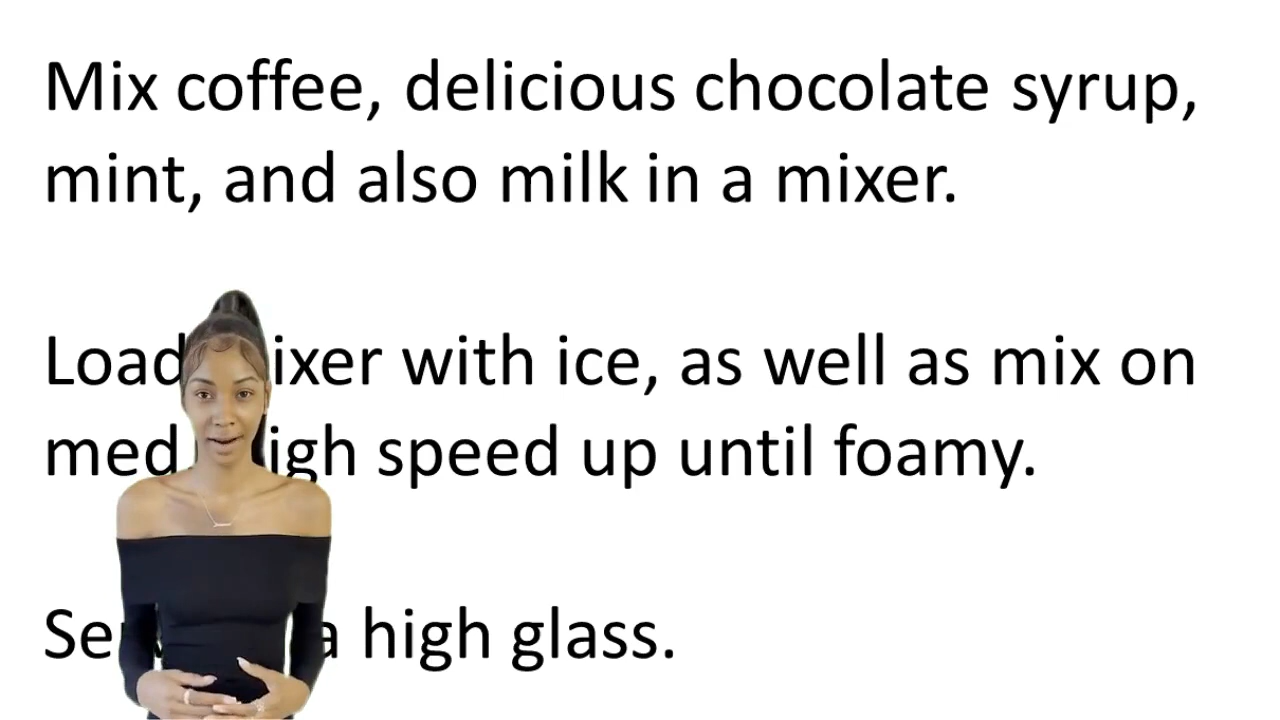 Mix coffee, delicious chocolate syrup,
mint, and also milk in a mixer.
Load with ice, as well as mix on
speed up until foamy.
a high glass.